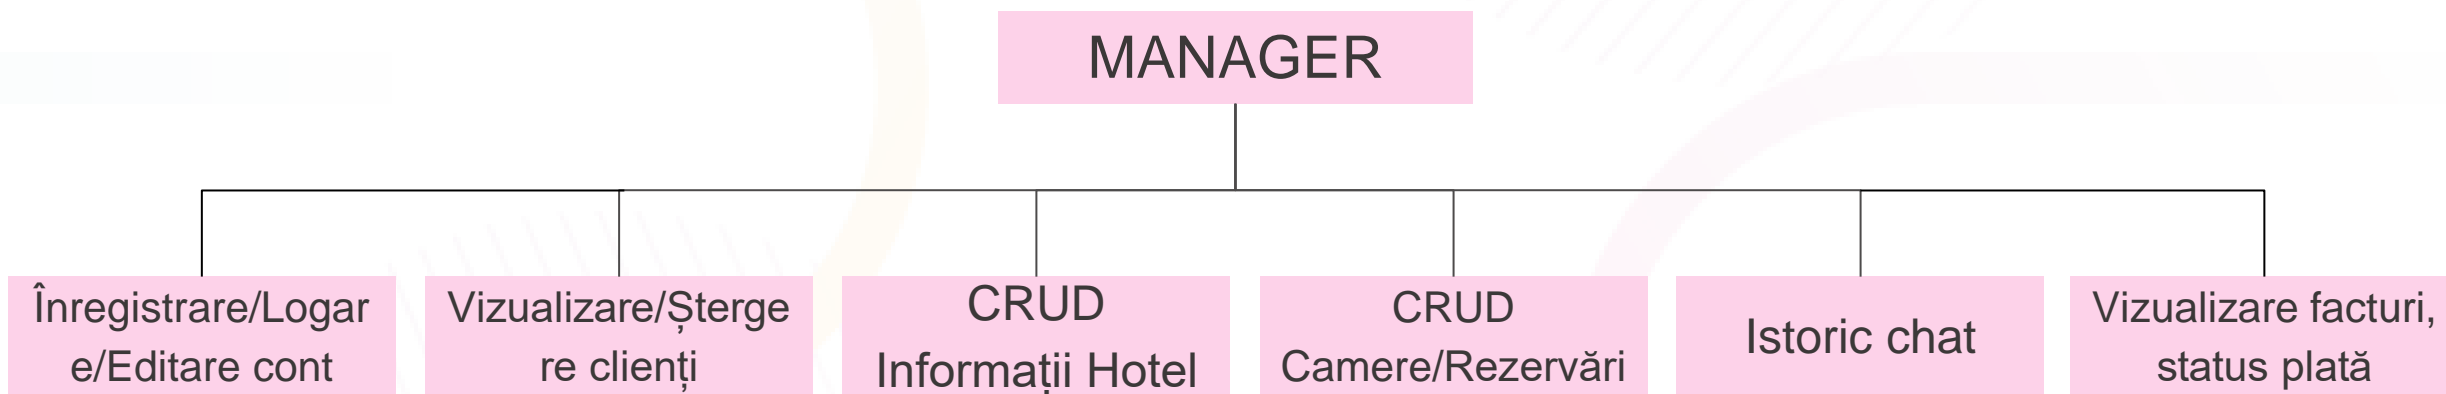 MANAGER
Înregistrare/Logar
e/Editare cont
Vizualizare/Șterge
re clienți
CRUD
Informații Hotel
CRUD
Camere/Rezervări
Istoric chat
Vizualizare facturi,
status plată